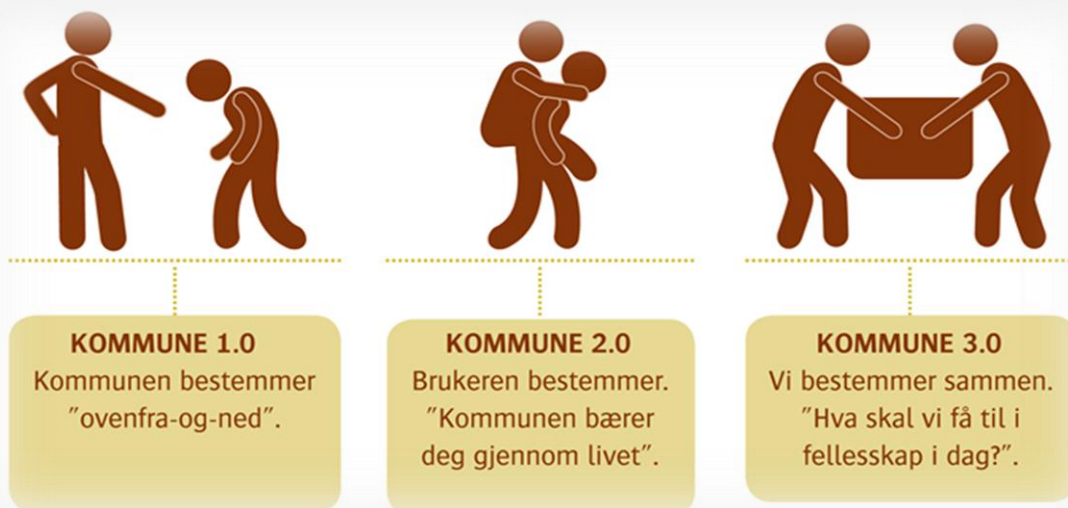 KOMMUNE 1.0
Kommunen bestemmer
"ovenfra-og-ned".
KOMMUNE 2.0
Brukeren bestemmer.
"Kommunen bærer
deg gjennom livet".
KOMMUNE 3.0
Vi bestemmer sammen.
"Hva skal vi få til i
fellesskap i dag?".